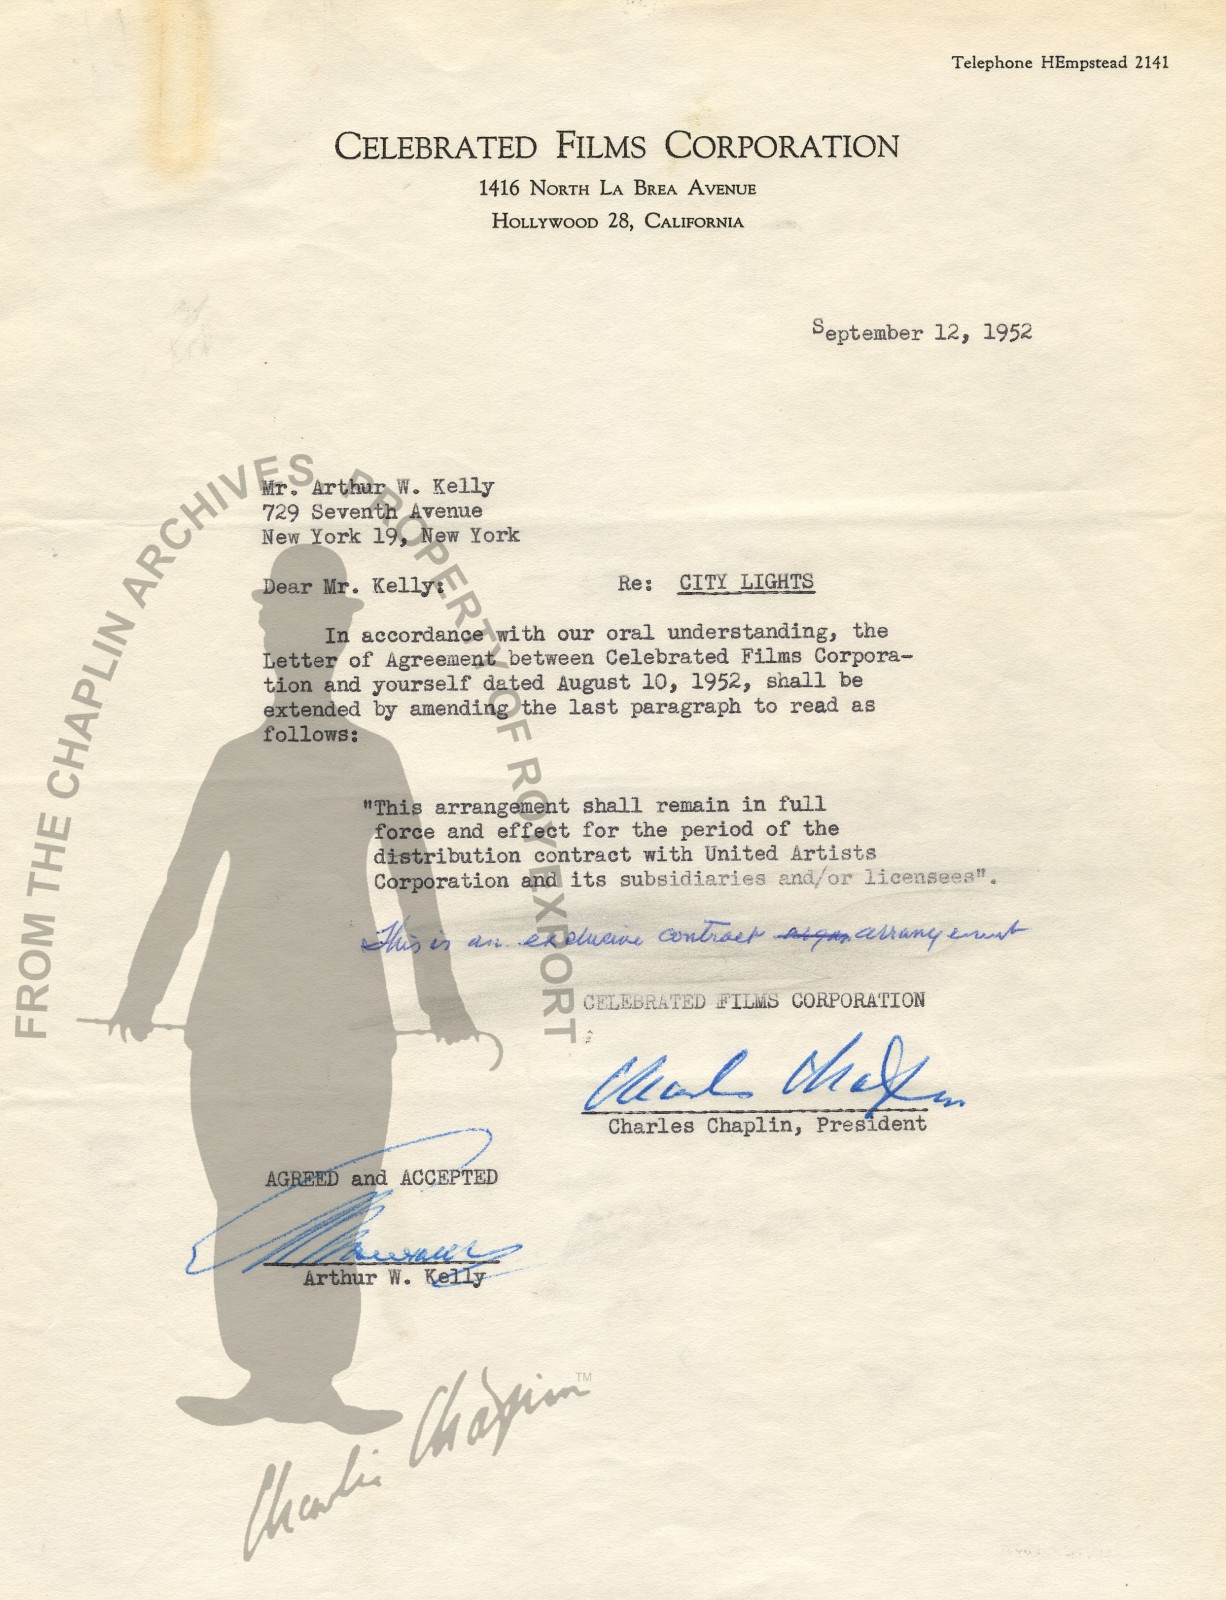 Telephone HEmpstead 2141
CELEBRATED FILMS CORPORATION
1416 NORTH LA BREA AVENUE
HOLLYWOOD 28, CALIFORNIA
September 12, 1952
Mr. Arthur W. Kelly
729 Seventh Avenue
New York 19, New York
Dear Mr. Kelly: Re: CITY LIGHTS
In accordance with our oral understanding, the
Letter of Agreement between Celebrated Films Corpora-
tion and yourself dated August 10, 1952, shall be
extended by amending the last paragraph to read as
follows:
"This arrangement shall remain in full
force and effect for the period of the
distribution contract with United Artists
Corporation and its subsidiaries and/or licensees".
This is an exclusive contract arrangement
CELEBRATED FILMS CORPORATION
Charles Chaplin
Charles Chaplin, President
AGREED and ACCEPTED
Arthur W. Kelly
FROM THE CHAPLIN ARCHIVES, PROPERTY OF ROY EXPORT
Charlie Chaplin™